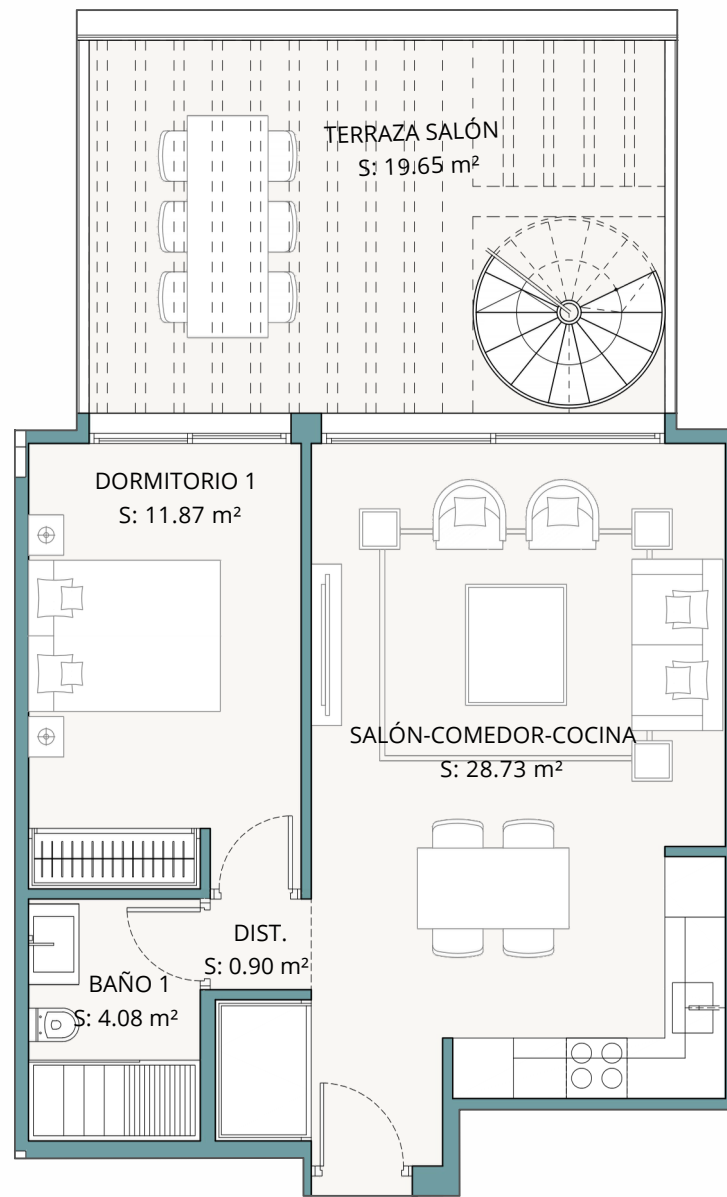 TERRAZA SALÓN
S: 19.65 m²
DORMITORIO 1
S: 11.87 m²
SALÓN-COMEDOR-COCINA
S: 28.73 m²
DIST.
S: 0.90 m²
BAÑO 1
S: 4.08 m²